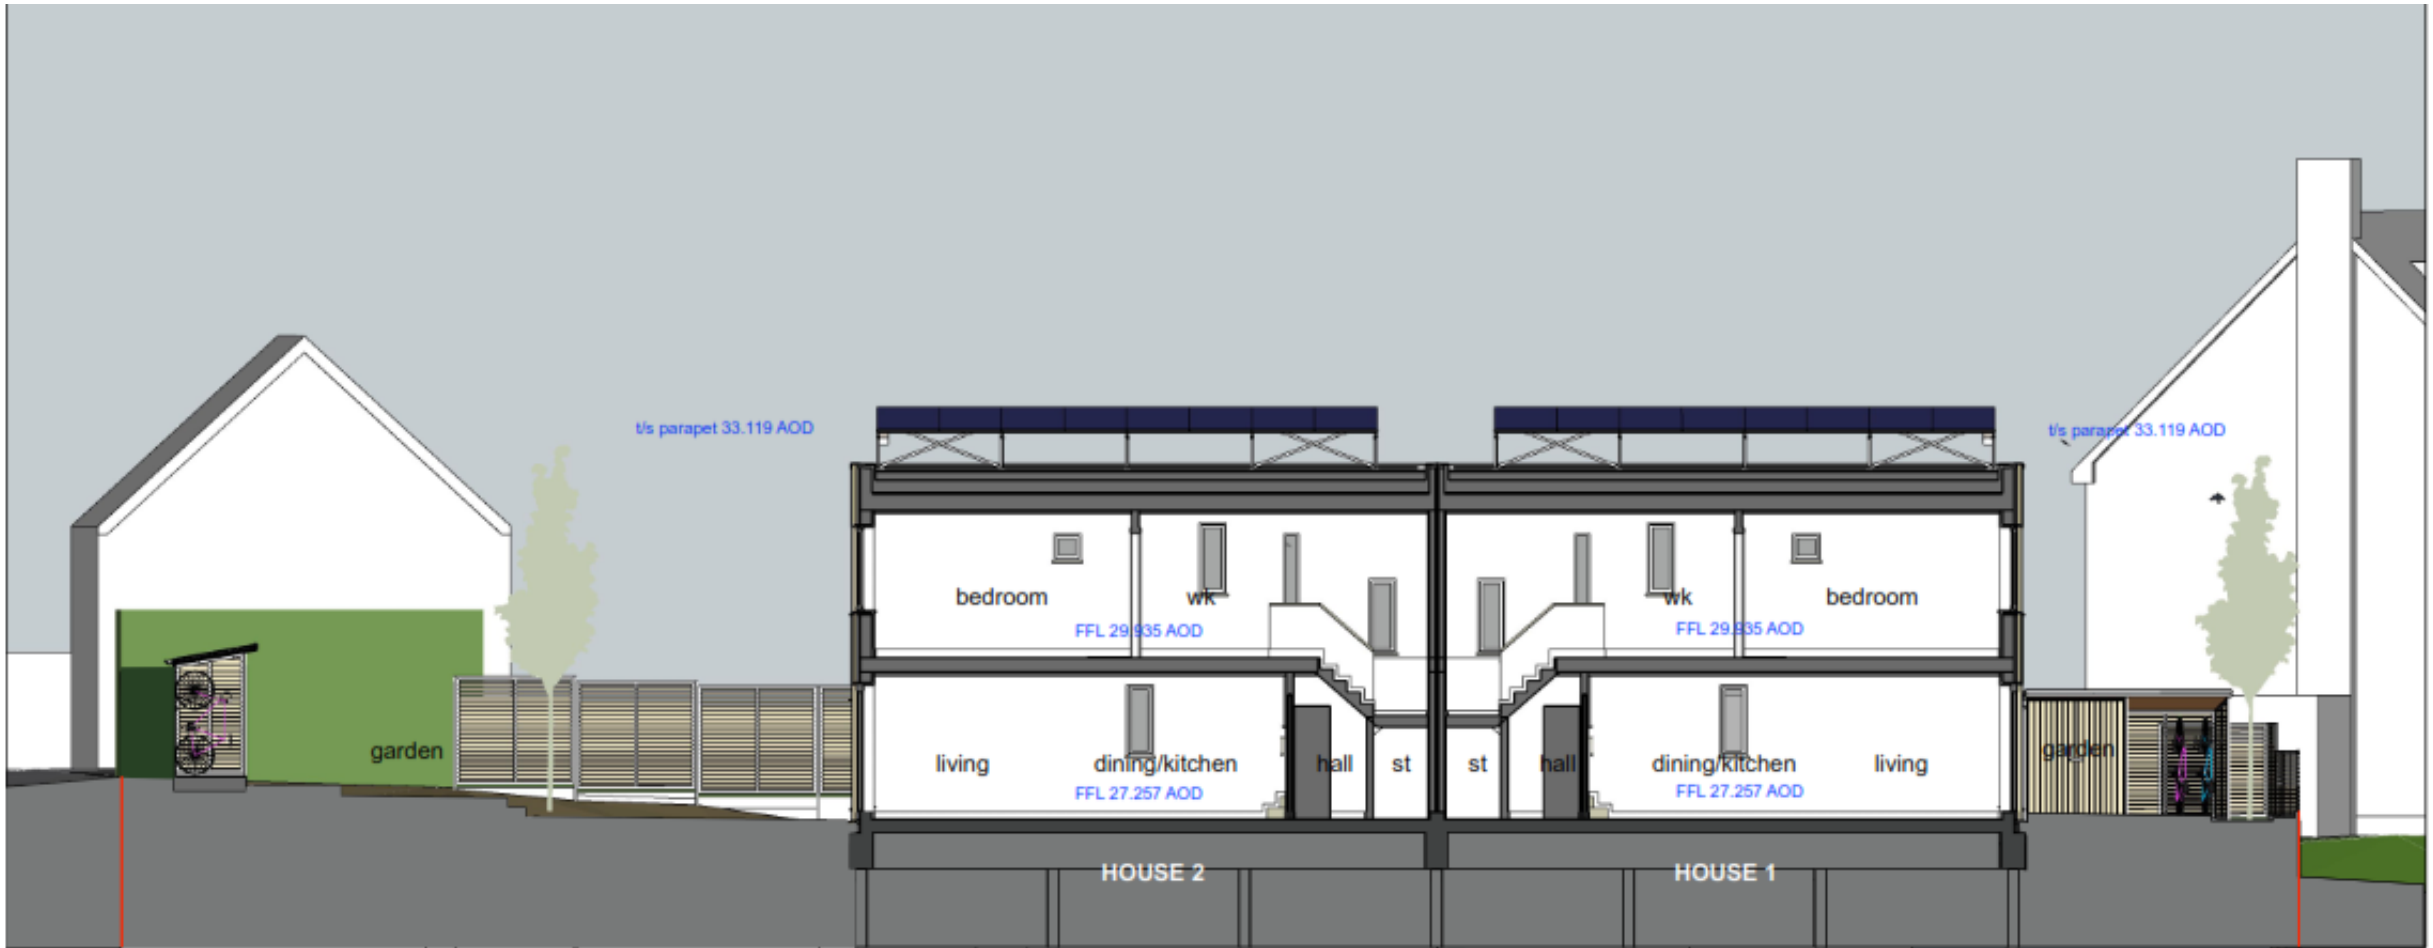 t/s parapet 33.119 AOD
t/s parapet 33.119 AOD
bedroom
wk
wk
bedroom
FFL 29.935 AOD
FFL 29.935 AOD
garden
living
dining/kitchen
hall
st
st
hall
dining/kitchen
living
garden
FFL 27.257 AOD
FFL 27.257 AOD
HOUSE 2
HOUSE 1